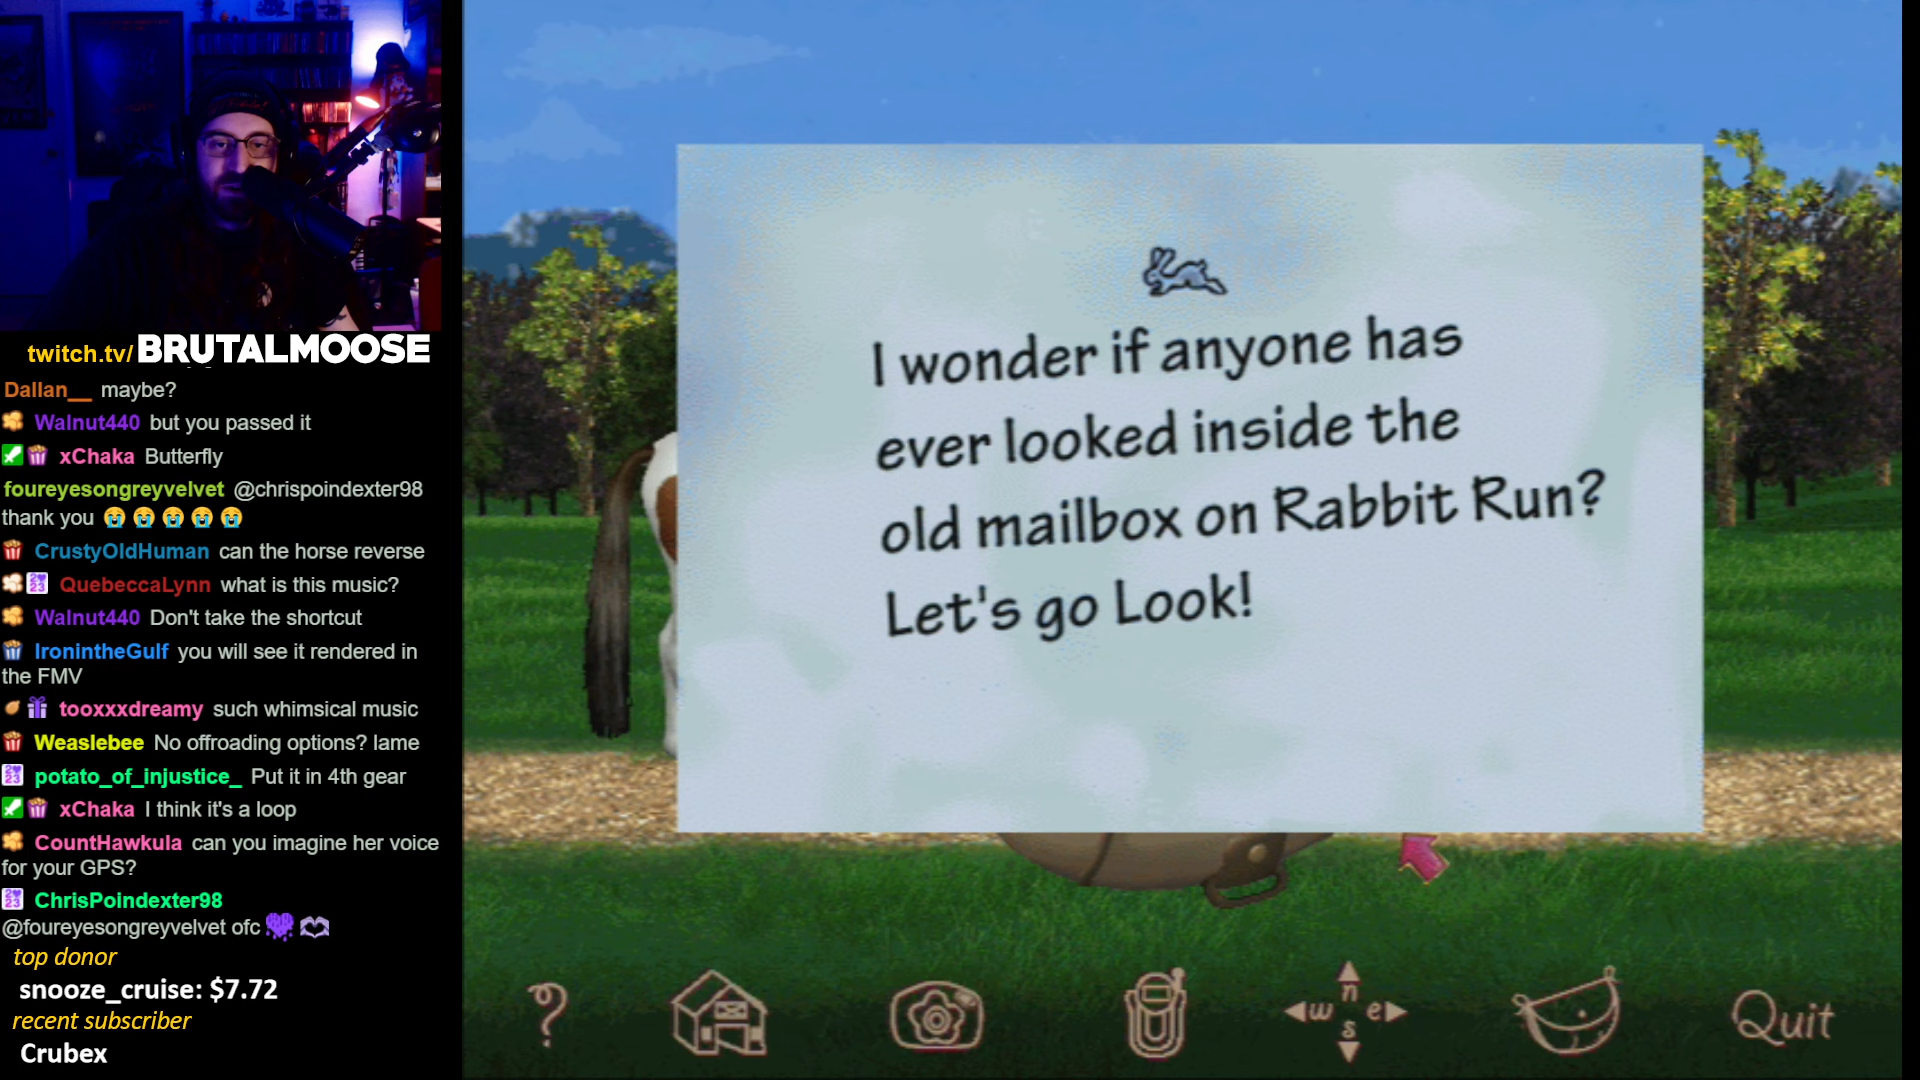 twitch.tv/BRUTALMOOSE
Dallan__ maybe?
Walnut440 but you passed it
xChaka Butterfly
foureyesongreyvelvet @chrispoindexter98
thank you 😭😭😭😭😭
CrustyOldHuman can the horse reverse
QuebeccaLynn what is this music?
Walnut440 Don't take the shortcut
IronintheGulf you will see it rendered in
the FMV
tooxxxdreamy such whimsical music
Weaslebee No offroading options? lame
potato_of_injustice_ Put it in 4th gear
xChaka I think it's a loop
CountHawkula can you imagine her voice
for your GPS?
ChrisPoindexter98
@foureyesongreyvelvet ofc
top donor
snooze_cruise: $7.72
recent subscriber
Crubex
I wonder if anyone has
ever looked inside the
old mailbox on Rabbit Run?
Let's go Look!
?
n
w e
s
Quit